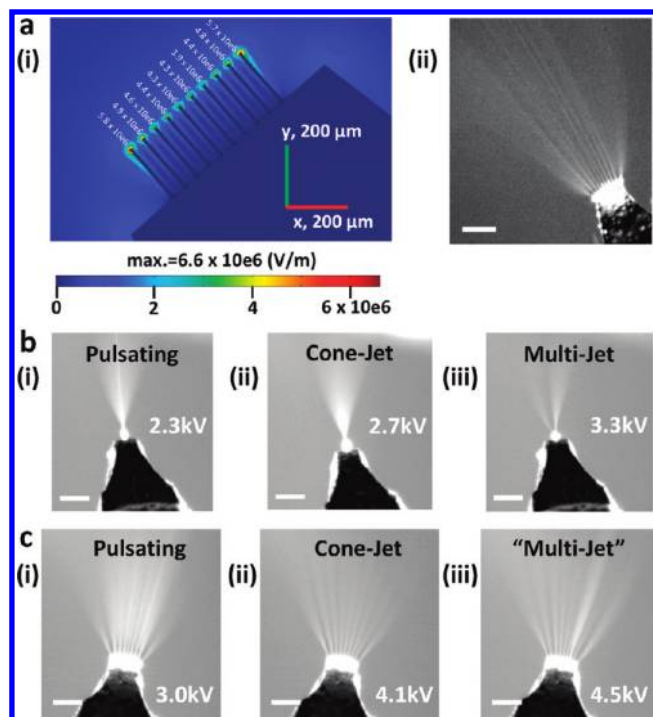 a
(i)
5.8 x 10e6
4.9 x 10e6
4.6 x 10e6
4.4 x 10e6
4.3 x 10e6
4.3 x 10e6
3.9 x 10e6
4.4 x 10e6
4.8 x 10e6
5.7 x 10e6
y, 200 μm
x, 200 μm
max.=6.6 x 10e6 (V/m)
0 2 4 6 x 10e6
(ii)
b
(i)
Pulsating
2.3kV
(ii)
Cone-Jet
2.7kV
(iii)
Multi-Jet
3.3kV
c
(i)
Pulsating
3.0kV
(ii)
Cone-Jet
4.1kV
(iii)
“Multi-Jet”
4.5kV